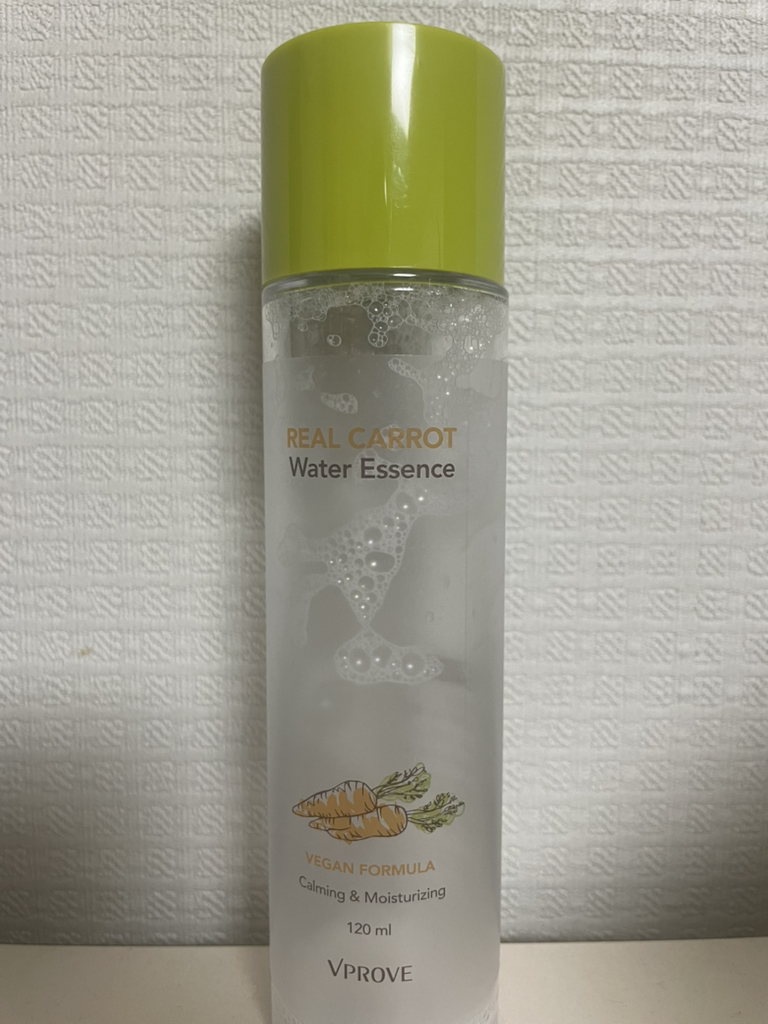 REAL CARROT
Water Essence
VEGAN FORMULA
Calming & Moisturizing
120 ml
VPROVE